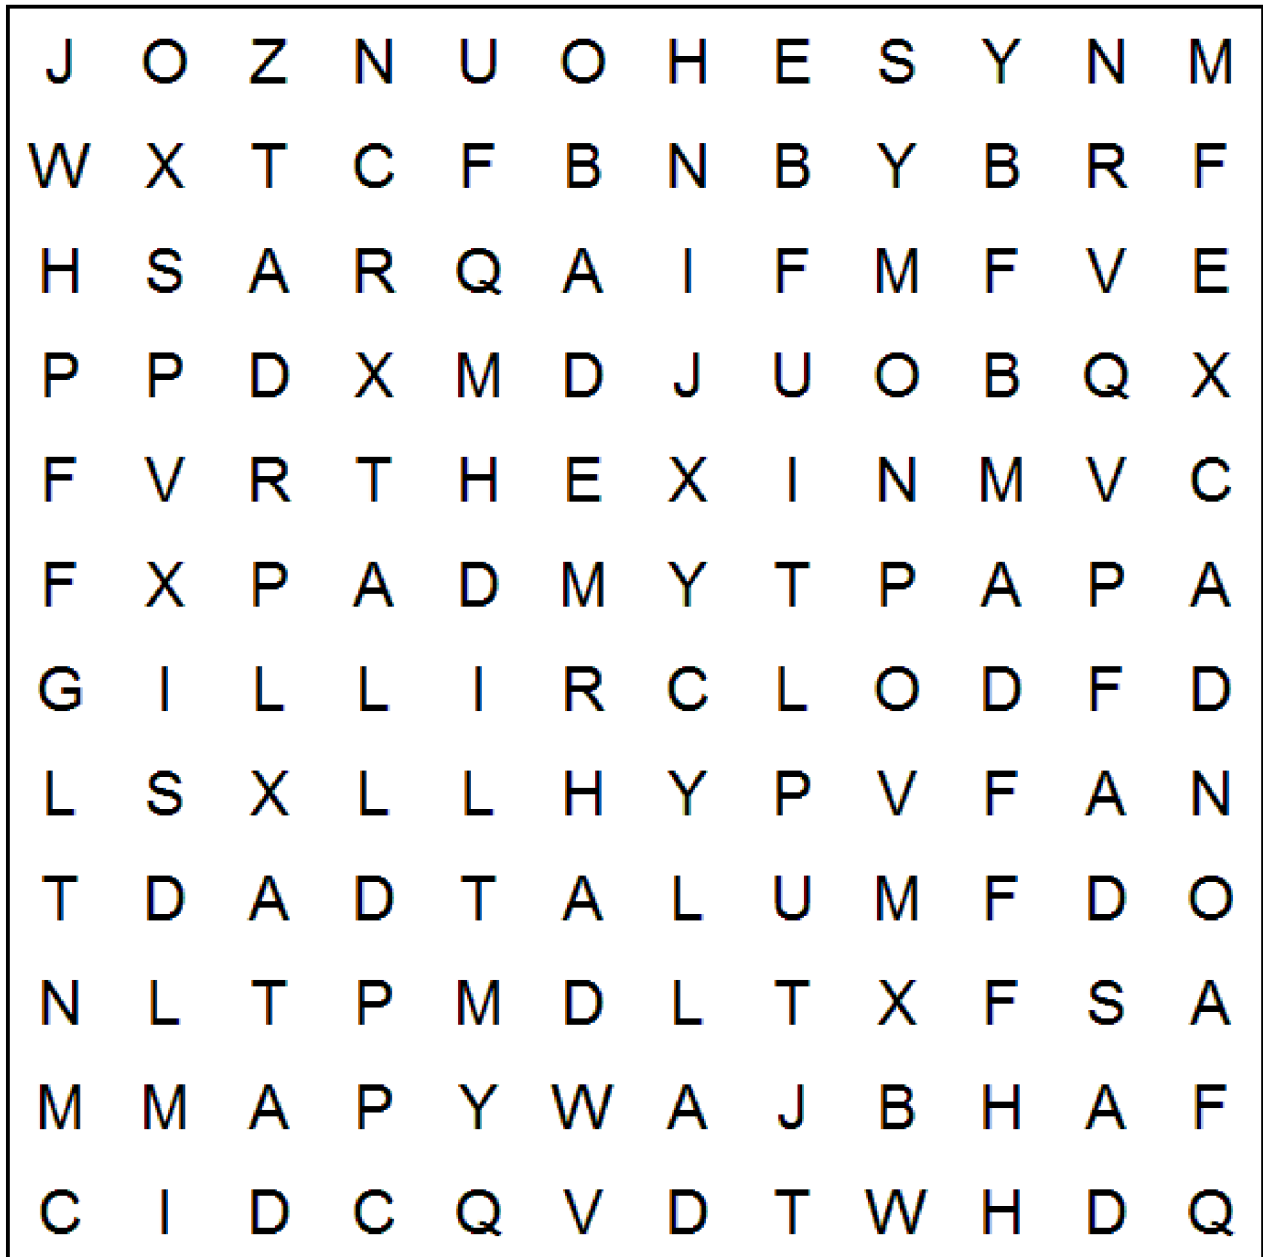 J O Z N U O H E S Y N M
W X T C F B N B Y B R F
H S A R Q A I F M F V E
P P D X M D J U O B Q X
F V R T H E X I N M V C
F X P A D M Y T P A P A
G I L L I R C L O D F D
L S X L L H Y P V F A N
T D A D T A L U M F D O
N L T P M D L T X F S A
M M A P Y W A J B H A F
C I D C Q V D T W H D Q